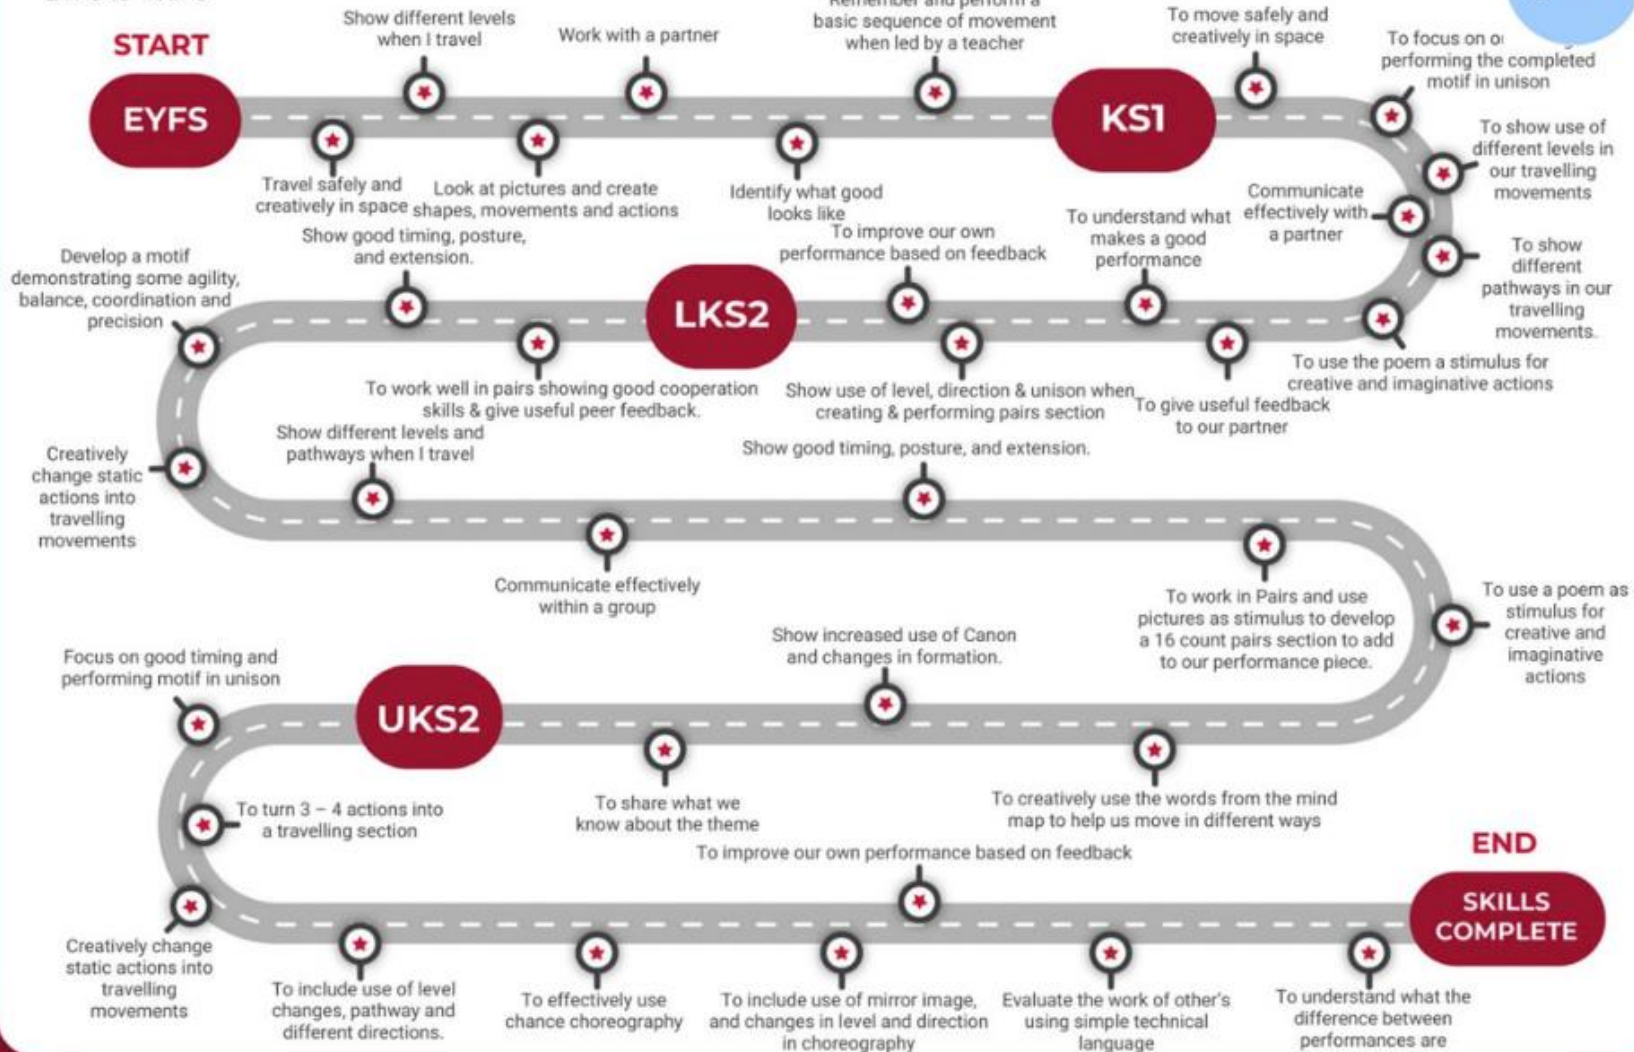 START
EYFS
Travel safely and
creatively in space
Show different levels
when I travel
Look at pictures and create
shapes, movements and actions
Work with a partner
Identify what good
looks like
Remember and perform a
basic sequence of movement
when led by a teacher
KS1
To move safely and
creatively in space
To focus on
performing the completed
motif in unison
To show use of
different levels in
our travelling
movements
Communicate
effectively with
a partner
To show
different
pathways in our
travelling
movements.
To use the poem a stimulus for
creative and imaginative actions
To give useful feedback
to our partner
To understand what
makes a good
performance
Show use of level, direction & unison when
creating & performing pairs section
To improve our own
performance based on feedback
LKS2
To work well in pairs showing good cooperation
skills & give useful peer feedback.
Show good timing, posture,
and extension.
Develop a motif
demonstrating some agility,
balance, coordination and
precision
Creatively
change static
actions into
travelling
movements
Show different levels and
pathways when I travel
Communicate effectively
within a group
Show good timing, posture, and extension.
To work in Pairs and use
pictures as stimulus to develop
a 16 count pairs section to add
to our performance piece.
To use a poem as
stimulus for
creative and
imaginative
actions
To creatively use the words from the mind
map to help us move in different ways
Show increased use of Canon
and changes in formation.
To share what we
know about the theme
UKS2
Focus on good timing and
performing motif in unison
To turn 3 – 4 actions into
a travelling section
Creatively change
static actions into
travelling
movements
To include use of level
changes, pathway and
different directions.
To effectively use
chance choreography
To include use of mirror image,
and changes in level and direction
in choreography
To improve our own performance based on feedback
Evaluate the work of other's
using simple technical
language
To understand what the
difference between
performances are
END
SKILLS
COMPLETE